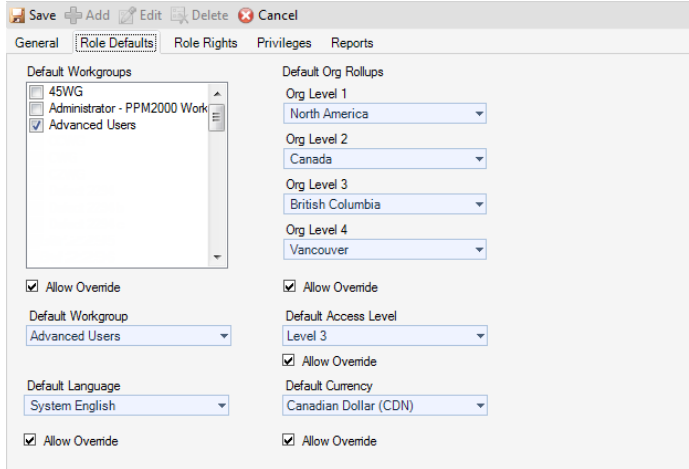 Save Add Edit Delete Cancel
General Role Defaults Role Rights Privileges Reports
Default Workgroups
45WG
Administrator - PPM2000 Work
Advanced Users
Allow Override
Default Workgroup
Advanced Users
Default Language
System English
Allow Override
Default Org Rollups
Org Level 1
North America
Org Level 2
Canada
Org Level 3
British Columbia
Org Level 4
Vancouver
Allow Override
Default Access Level
Level 3
Allow Override
Default Currency
Canadian Dollar (CDN)
Allow Override